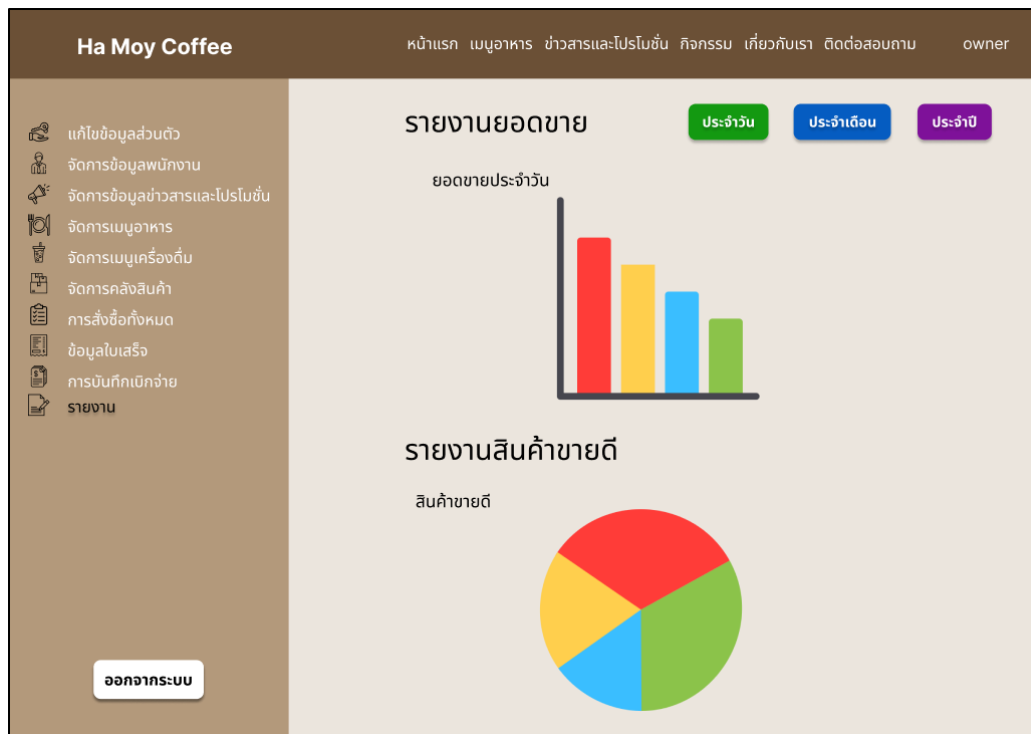 Ha Moy Coffee
หน้าแรก เมนูอาหาร ข่าวสารและโปรโมชั่น กิจกรรม เกี่ยวกับเรา ติดต่อสอบถาม owner
แก้ไขข้อมูลส่วนตัว
จัดการข้อมูลพนักงาน
จัดการข้อมูลข่าวสารและโปรโมชั่น
จัดการเมนูอาหาร
จัดการเมนูเครื่องดื่ม
จัดการคลังสินค้า
การสั่งซื้อทั้งหมด
ข้อมูลใบเสร็จ
การบันทึกเบิกจ่าย
รายงาน
ออกจากระบบ
รายงานยอดขาย
ประจำวัน
ประจำเดือน
ประจำปี
ยอดขายประจำวัน
รายงานสินค้าขายดี
สินค้าขายดี